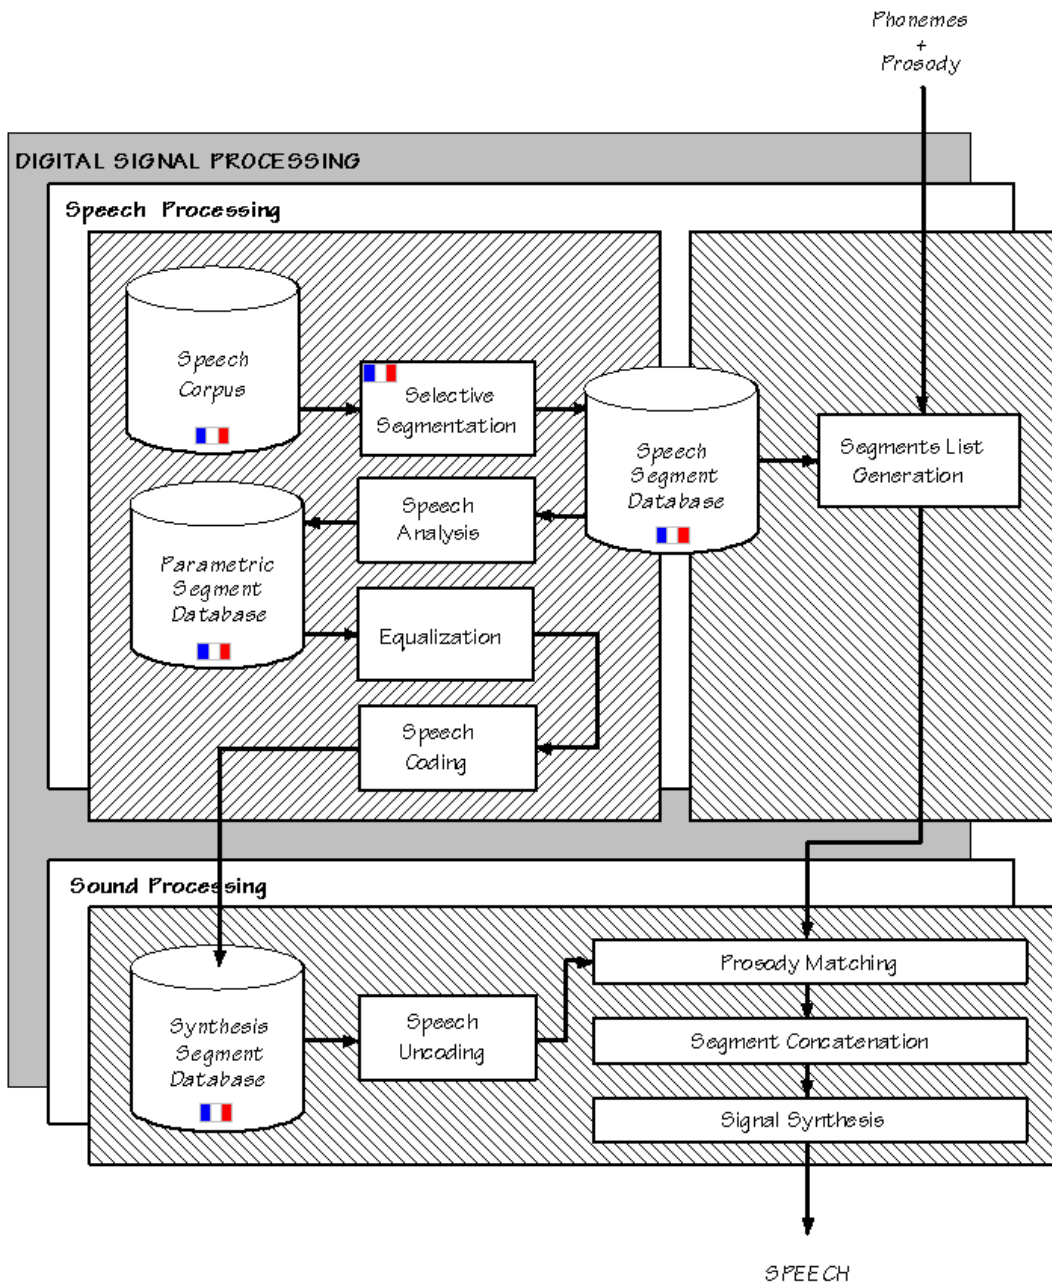 Phonemes
+
Prosody
DIGITAL SIGNAL PROCESSING
Speech Processing
Speech
Corpus
Selective
Segmentation
Speech
Segment
Database
Segments List
Generation
Speech
Analysis
Parametric
Segment
Database
Equalization
Speech
Coding
Sound Processing
Synthesis
Segment
Database
Speech
Uncoding
Prosody Matching
Segment Concatenation
Signal Synthesis
SPEECH